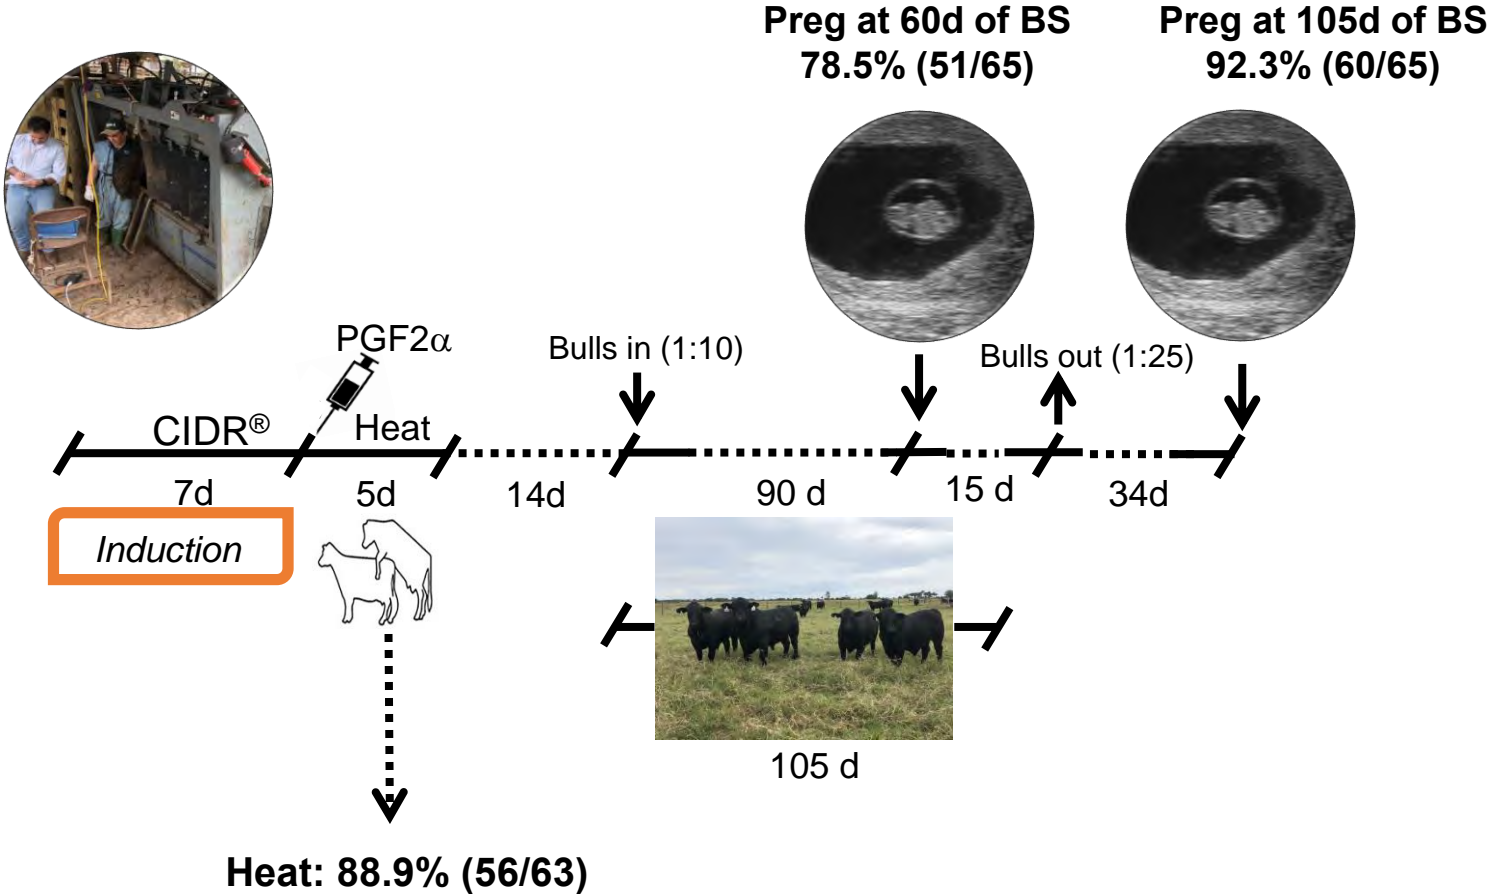 Preg at 60d of BS
78.5% (51/65)
Preg at 105d of BS
92.3% (60/65)
PGF2α
Bulls in (1:10)
Bulls out (1:25)
CIDR®
Heat
7d
5d
14d
90 d
15 d
34d
Induction
105 d
Heat: 88.9% (56/63)